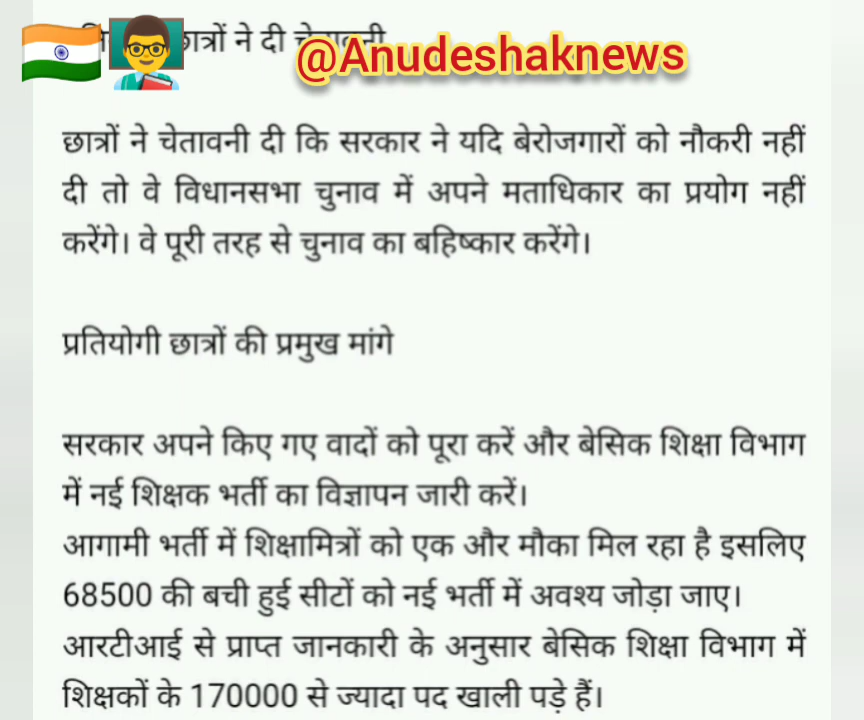 छात्रों ने दी चेतावनी
@Anudeshaknews
छात्रों ने चेतावनी दी कि सरकार ने यदि बेरोजगारों को नौकरी नहीं
दी तो वे विधानसभा चुनाव में अपने मताधिकार का प्रयोग नहीं
करेंगे। वे पूरी तरह से चुनाव का बहिष्कार करेंगे।
प्रतियोगी छात्रों की प्रमुख मांगे
सरकार अपने किए गए वादों को पूरा करें और बेसिक शिक्षा विभाग
में नई शिक्षक भर्ती का विज्ञापन जारी करें।
आगामी भर्ती में शिक्षामित्रों को एक और मौका मिल रहा है इसलिए
68500 की बची हुई सीटों को नई भर्ती में अवश्य जोड़ा जाए।
आरटीआई से प्राप्त जानकारी के अनुसार बेसिक शिक्षा विभाग में
शिक्षकों के 170000 से ज्यादा पद खाली पड़े हैं।